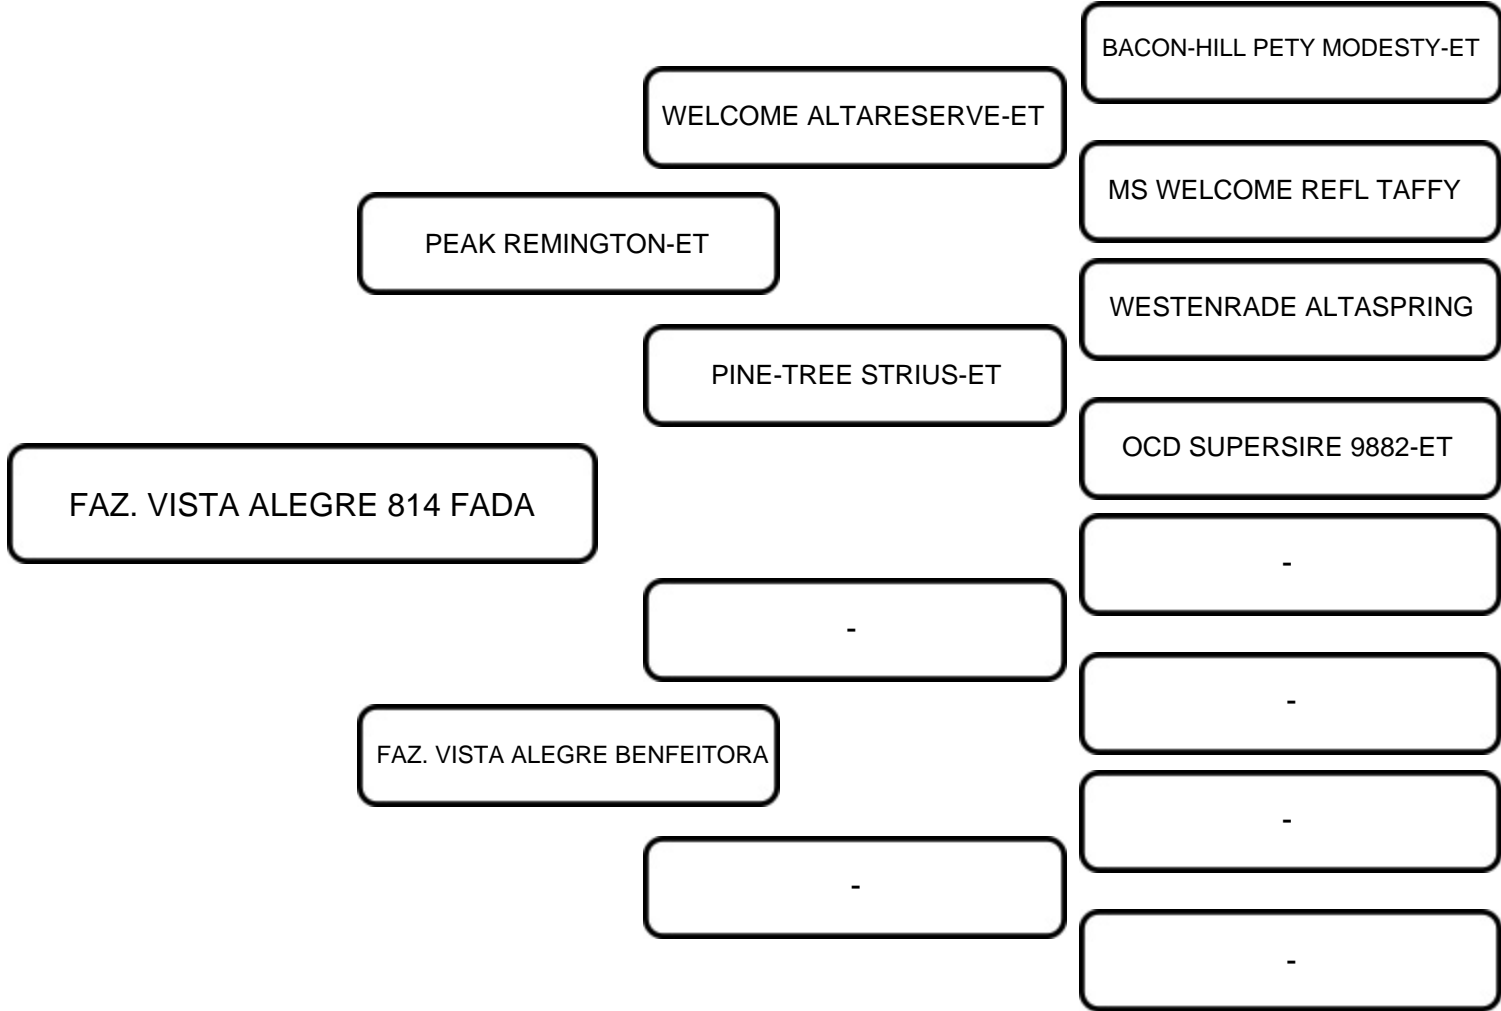 BACON-HILL PETY MODESTY-ET
WELCOME ALTARESERVE-ET
MS WELCOME REFL TAFFY
PEAK REMINGTON-ET
WESTENRADE ALTASPRING
PINE-TREE STRIUS-ET
OCD SUPERSIRE 9882-ET
FAZ. VISTA ALEGRE 814 FADA
-
-
-
FAZ. VISTA ALEGRE BENFEITORA
-
-
-